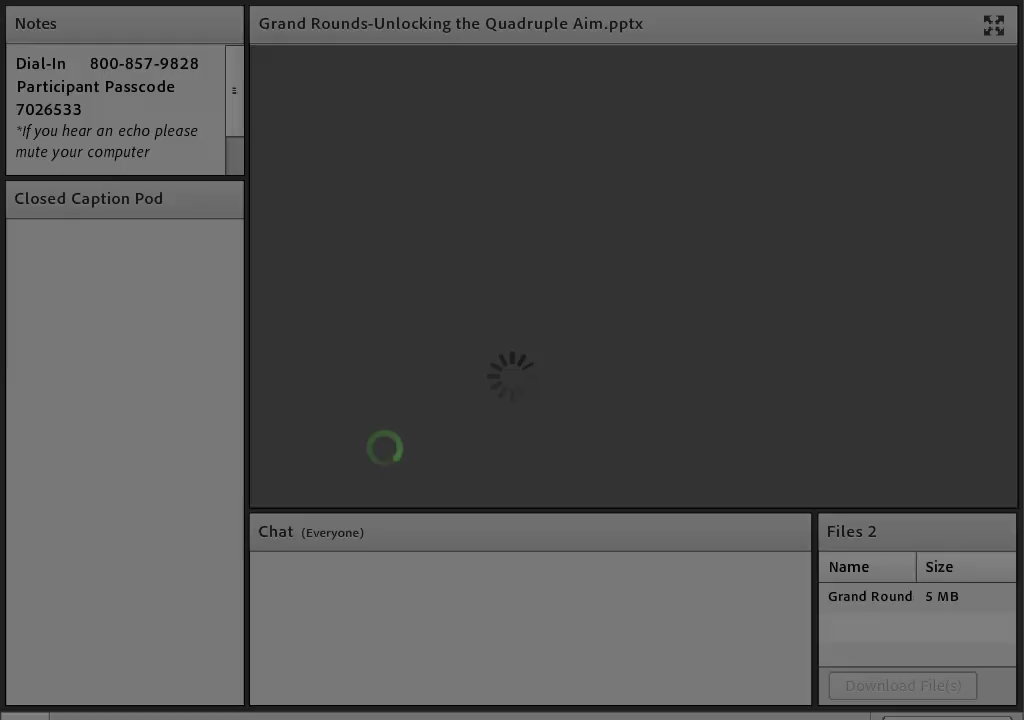 Notes
Dial-In 800-857-9828
Participant Passcode
7026533
*If you hear an echo please
mute your computer
Closed Caption Pod
Grand Rounds-Unlocking the Quadruple Aim.pptx
Chat (Everyone)
Files 2
Name Size
Grand Round 5 MB
Download File(s)